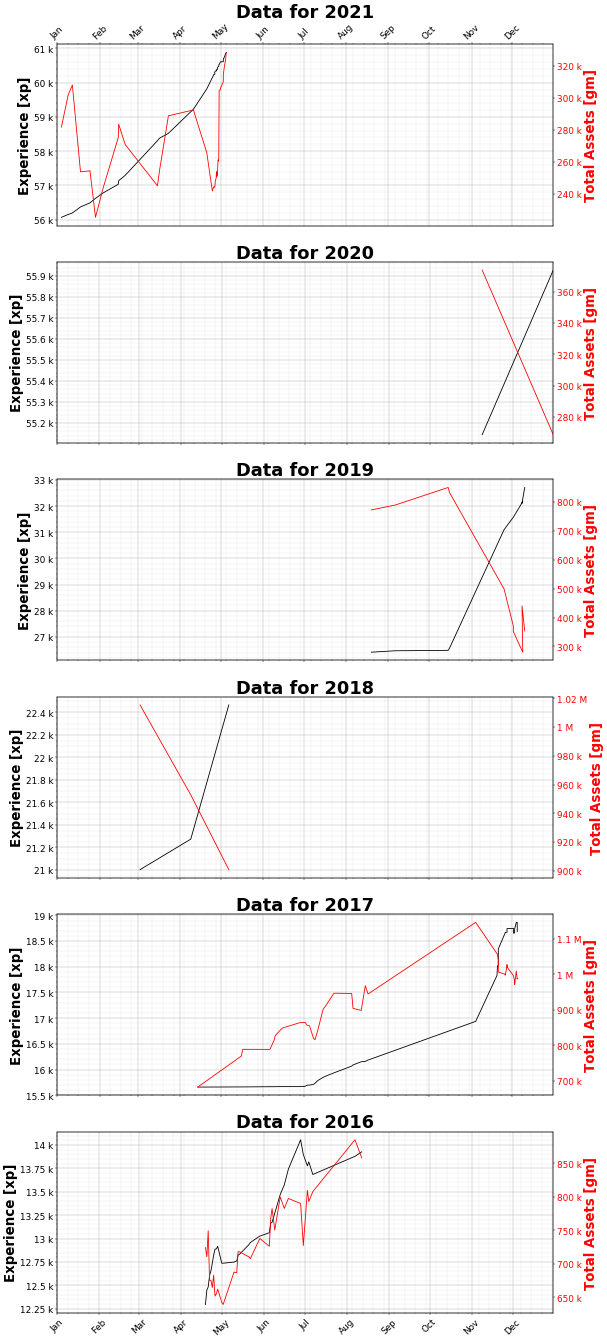 Data for 2021
Jan Feb Mar Apr May Jun Jul Aug Sep Oct Nov Dec
Experience [xp]
61 k
60 k
59 k
58 k
57 k
56 k
320 k
300 k
280 k
260 k
240 k
Total Assets [gm]
Data for 2020
Experience [xp]
55.9 k
55.8 k
55.7 k
55.6 k
55.5 k
55.4 k
55.3 k
55.2 k
360 k
340 k
320 k
300 k
280 k
Total Assets [gm]
Data for 2019
Experience [xp]
33 k
32 k
31 k
30 k
29 k
28 k
27 k
800 k
700 k
600 k
500 k
400 k
300 k
Total Assets [gm]
Data for 2018
Experience [xp]
22.4 k
22.2 k
22 k
21.8 k
21.6 k
21.4 k
21.2 k
21 k
1.02 M
1 M
980 k
960 k
940 k
920 k
900 k
Total Assets [gm]
Data for 2017
Experience [xp]
19 k
18.5 k
18 k
17.5 k
17 k
16.5 k
16 k
15.5 k
1.1 M
1 M
900 k
800 k
700 k
Total Assets [gm]
Data for 2016
Experience [xp]
14 k
13.75 k
13.5 k
13.25 k
13 k
12.75 k
12.5 k
12.25 k
850 k
800 k
750 k
700 k
650 k
Total Assets [gm]
Jan Feb Mar Apr May Jun Jul Aug Sep Oct Nov Dec